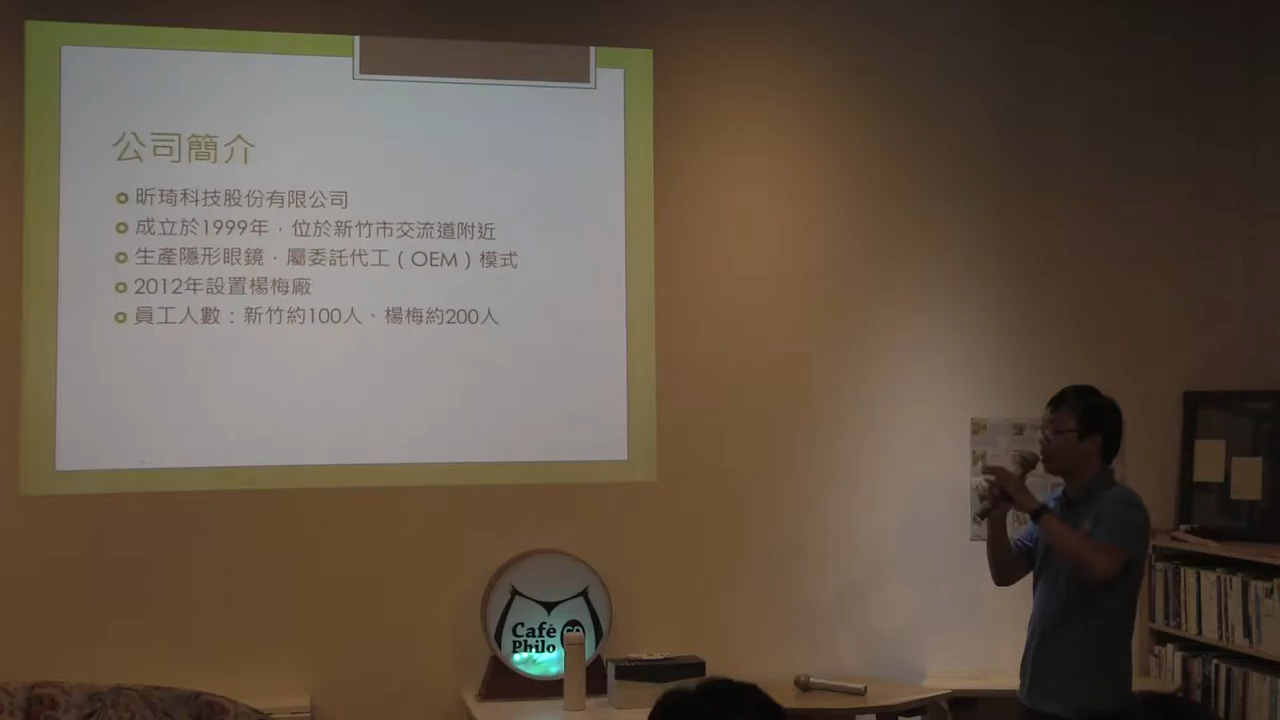 公司簡介
昕琦科技股份有限公司
成立於1999年，位於新竹市交流道附近
生產隱形眼鏡，屬委託代工（OEM）模式
2012年設置楊梅廠
員工人數：新竹約100人、楊梅約200人
Café
Philo